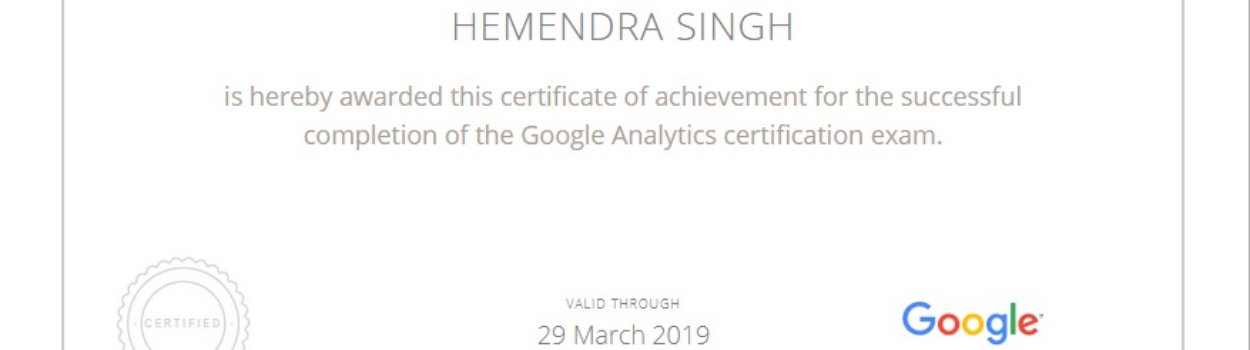 HEMENDRA SINGH
is hereby awarded this certificate of achievement for the successful
completion of the Google Analytics certification exam.
· CERTIFIED ·
VALID THROUGH
29 March 2019
Google